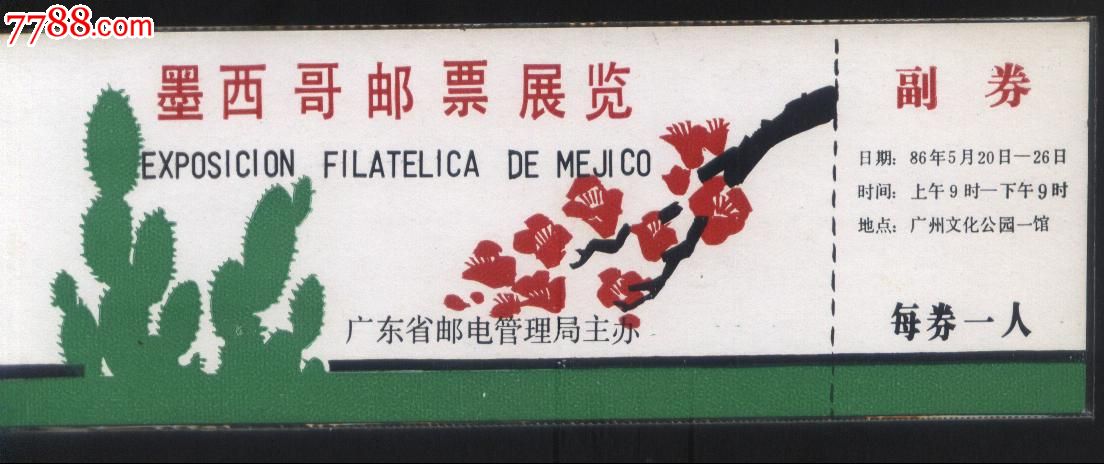 7788.com
墨西哥邮票展览
EXPOSICION FILATELICA DE MEJICO
广东省邮电管理局主办
副券
日期：86年5月20日—26日
时间：上午9时—下午9时
地点：广州文化公园一馆
每券一人